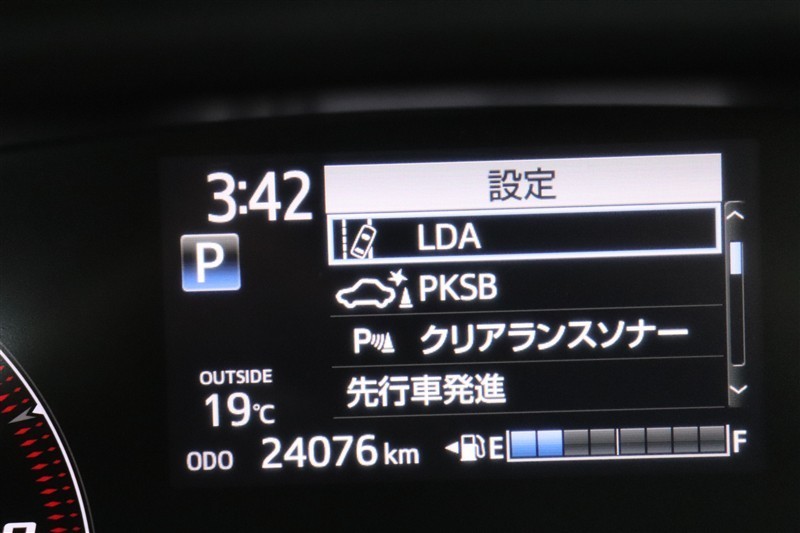 3:42
設定
LDA
P
PKSB
P クリアランスソナー
先行車発進
OUTSIDE
19℃
ODO 24076 km
E F